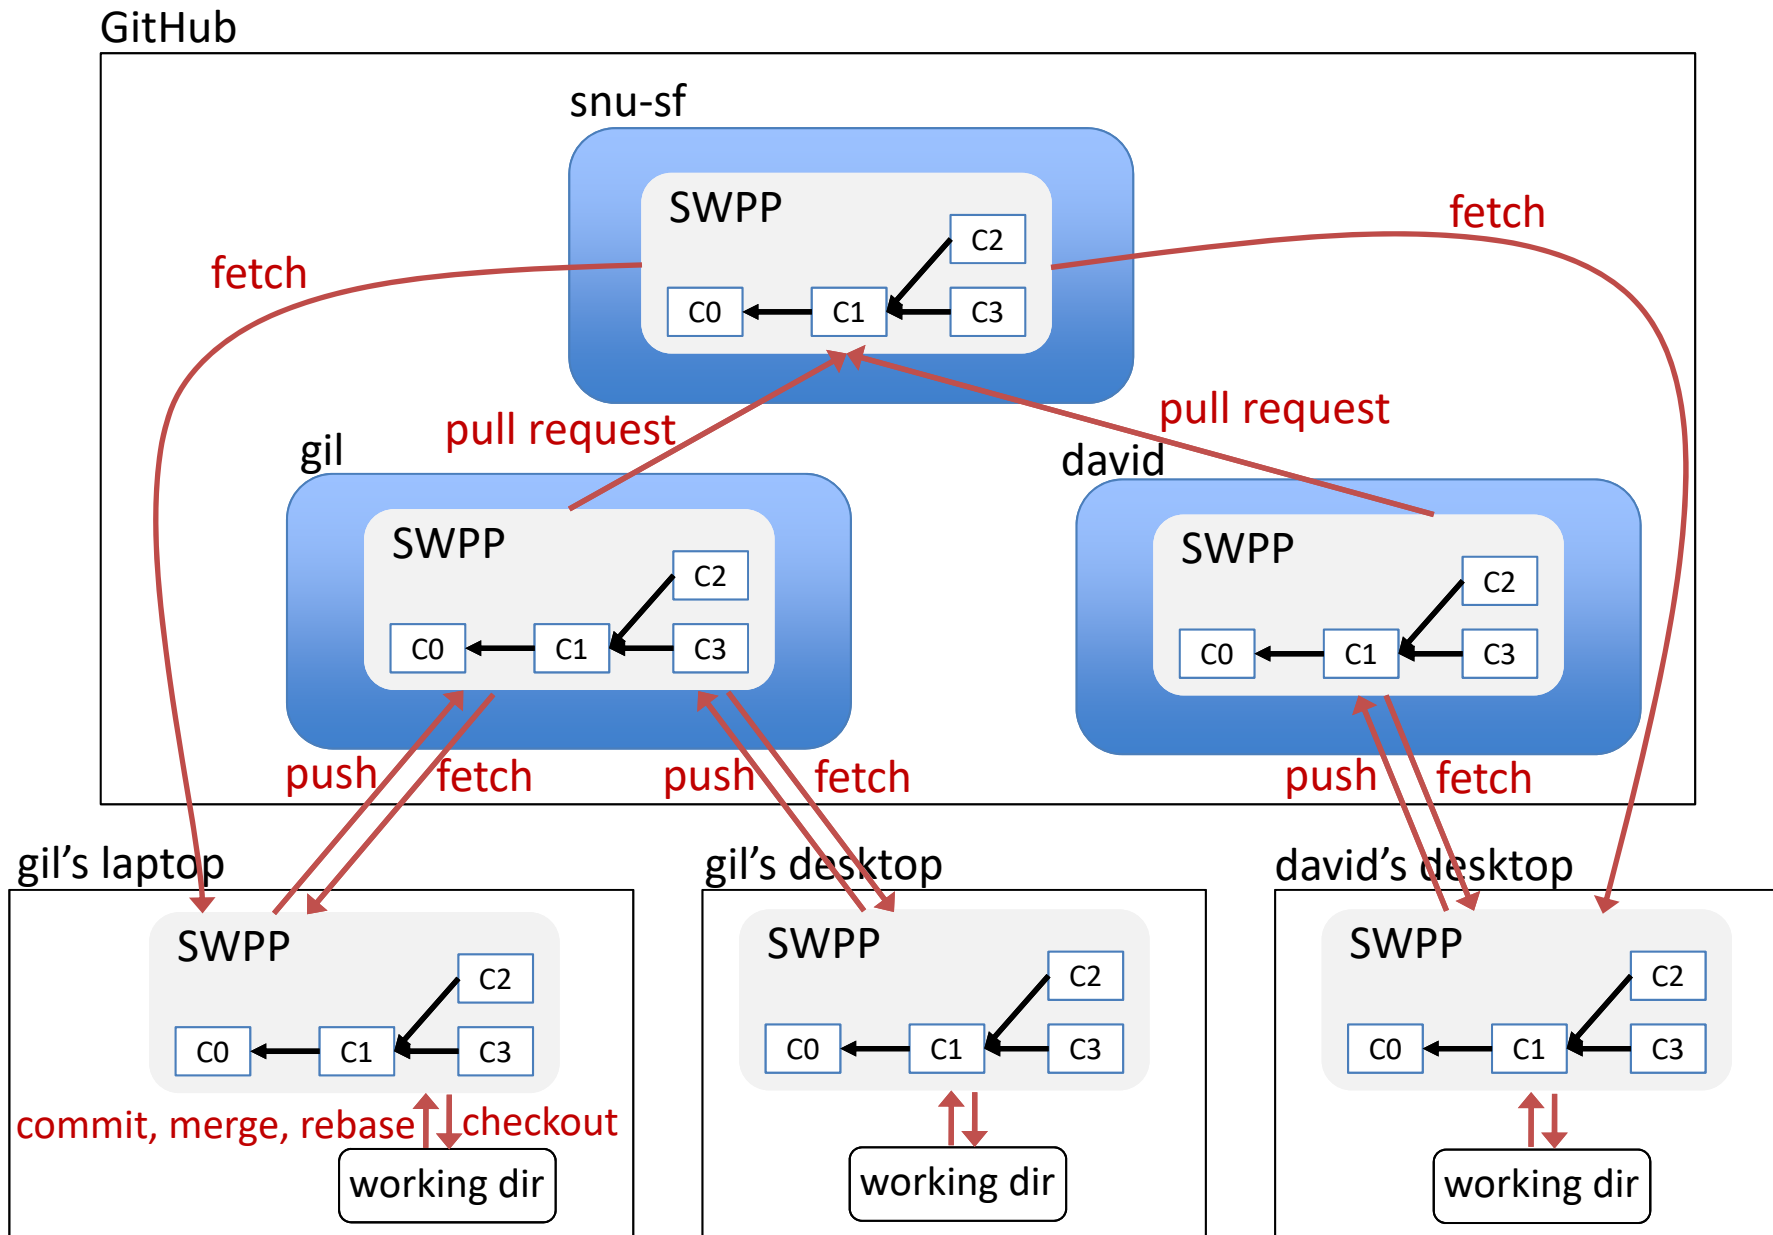 GitHub
snu-sf
SWPP
C2
C0
C1
C3
fetch
fetch
pull request
pull request
gil
SWPP
C2
C0
C1
C3
david
SWPP
C2
C0
C1
C3
push
fetch
push
fetch
push
fetch
gil's laptop
SWPP
C2
C0
C1
C3
commit, merge, rebase
checkout
working dir
gil's desktop
SWPP
C2
C0
C1
C3
working dir
david's desktop
SWPP
C2
C0
C1
C3
working dir